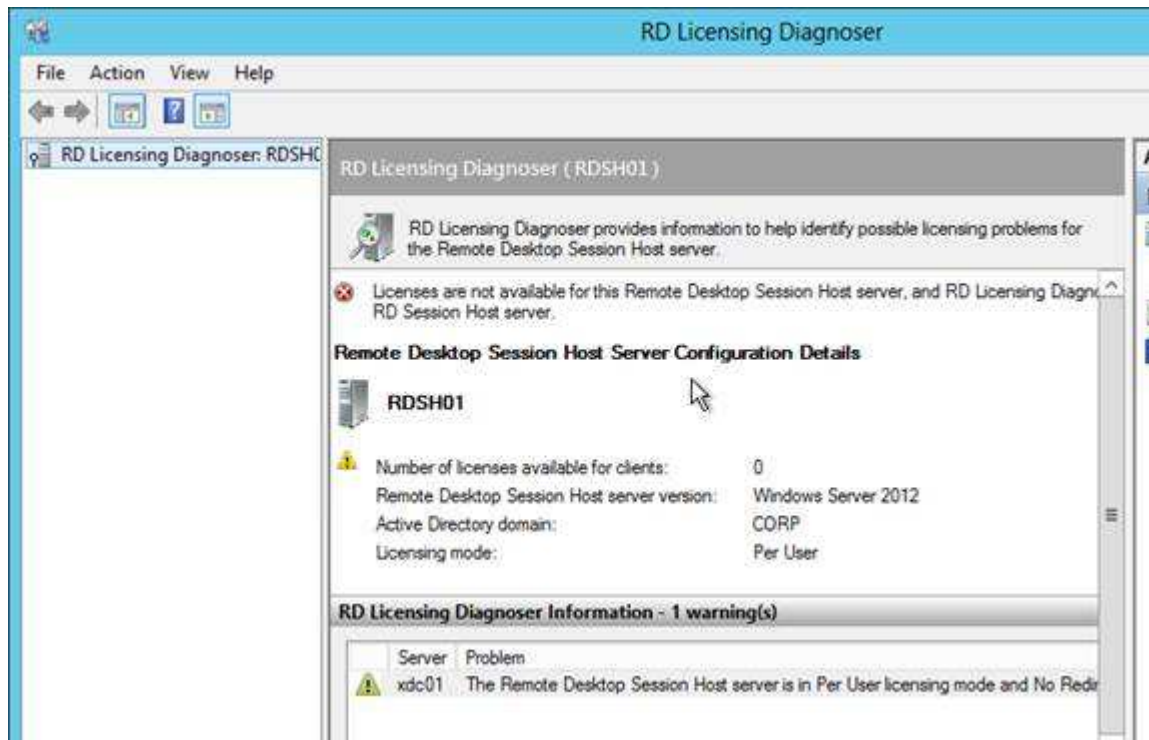 RD Licensing Diagnoser
File Action View Help
RD Licensing Diagnoser: RDSH
RD Licensing Diagnoser ( RDSH01 )
RD Licensing Diagnoser provides information to help identify possible licensing problems for
the Remote Desktop Session Host server.
Licenses are not available for this Remote Desktop Session Host server, and RD Licensing Diagn
RD Session Host server.
Remote Desktop Session Host Server Configuration Details
RDSH01
Number of licenses available for clients: 0
Remote Desktop Session Host server version: Windows Server 2012
Active Directory domain: CORP
Licensing mode: Per User
RD Licensing Diagnoser Information - 1 warning(s)
Server Problem
xdc01 The Remote Desktop Session Host server is in Per User licensing mode and No Redir